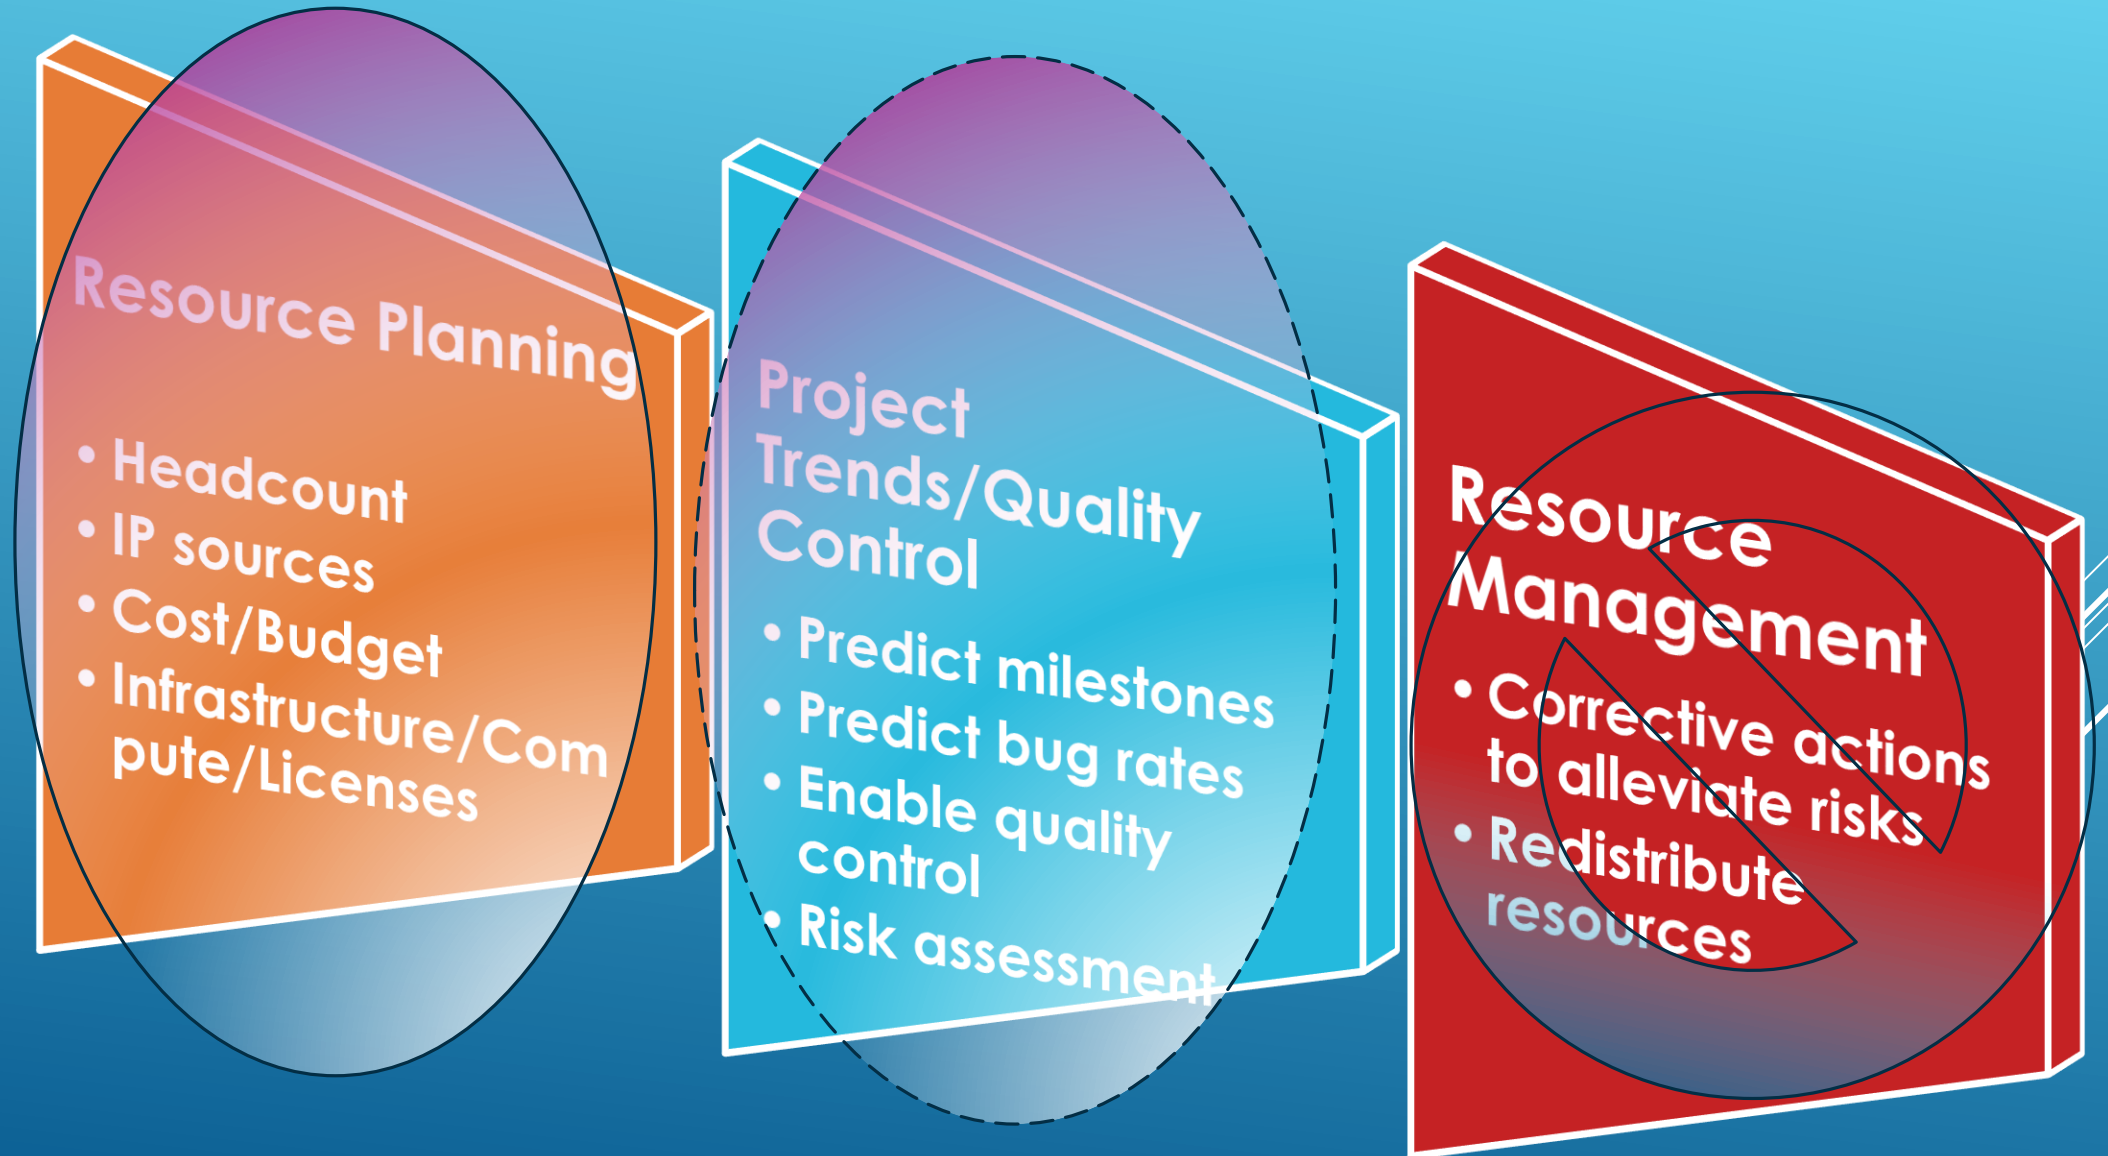 Resource Planning
• Headcount
• IP sources
• Cost/Budget
• Infrastructure/Com
pute/Licenses
Project
Trends/Quality
Control
• Predict milestones
• Predict bug rates
• Enable quality
control
• Risk assessment
Resource
Management
• Corrective actions
to alleviate risks
• Redistribute
resources